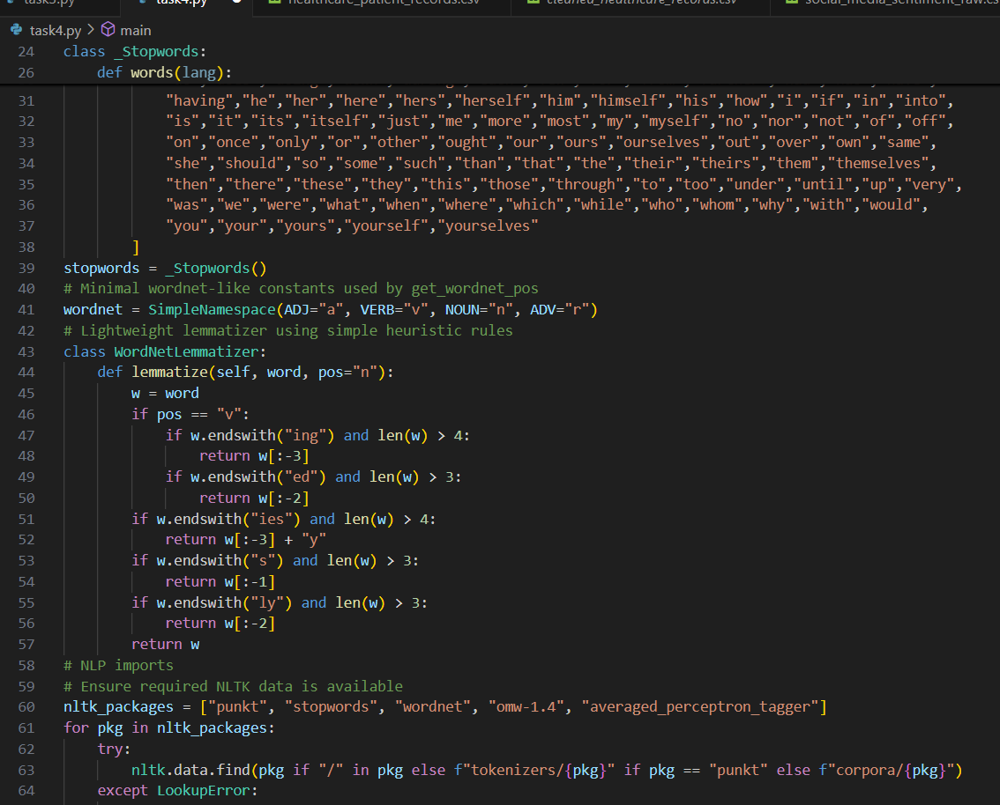 task3.py task4.py healthcare_patient_records.csv cleaned_healthcare_records.csv
task4.py > main
24 class _Stopwords:
26 def words(lang):
31 "having","he","her","here","hers","herself","him","himself","his","how","i","if","in","into",
32 "is","it","its","itself","just","me","more","most","my","myself","no","nor","not","of","off",
33 "on","once","only","or","other","ought","our","ours","ourselves","out","over","own","same",
34 "she","should","so","some","such","than","that","the","their","theirs","them","themselves",
35 "then","there","these","they","this","those","through","to","too","under","until","up","very",
36 "was","we","were","what","when","where","which","while","who","whom","why","with","would",
37 "you","your","yours","yourself","yourselves"
38 ]
39 stopwords = _Stopwords()
40 # Minimal wordnet-like constants used by get_wordnet_pos
41 wordnet = SimpleNamespace(ADJ="a", VERB="v", NOUN="n", ADV="r")
42 # Lightweight lemmatizer using simple heuristic rules
43 class WordNetLemmatizer:
44 def lemmatize(self, word, pos="n"):
45 w = word
46 if pos == "v":
47 if w.endswith("ing") and len(w) > 4:
48 return w[:-3]
49 if w.endswith("ed") and len(w) > 3:
50 return w[:-2]
51 if w.endswith("ies") and len(w) > 4:
52 return w[:-3] + "y"
53 if w.endswith("s") and len(w) > 3:
54 return w[:-1]
55 if w.endswith("ly") and len(w) > 3:
56 return w[:-2]
57 return w
58 # NLP imports
59 # Ensure required NLTK data is available
60 nltk_packages = ["punkt", "stopwords", "wordnet", "omw-1.4", "averaged_perceptron_tagger"]
61 for pkg in nltk_packages:
62 try:
63 nltk.data.find(pkg if "/" in pkg else f"tokenizers/{pkg}" if pkg == "punkt" else f"corpora/{pkg}")
64 except LookupError: